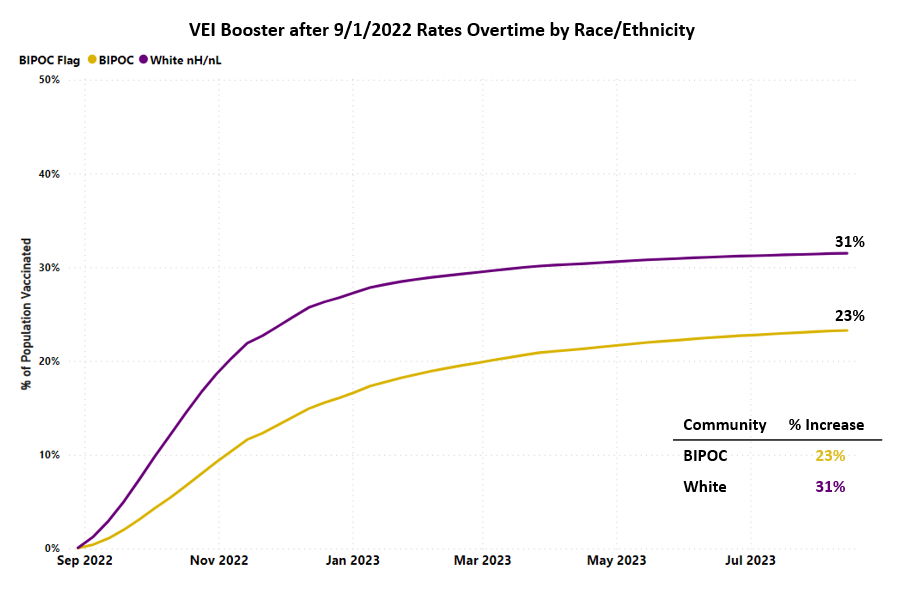 VEI Booster after 9/1/2022 Rates Overtime by Race/Ethnicity
BIPOC Flag BIPOC White nH/nL
50%
40%
30%
20%
10%
0%
% of Population Vaccinated
31%
23%
Community % Increase
BIPOC 23%
White 31%
Sep 2022 Nov 2022 Jan 2023 Mar 2023 May 2023 Jul 2023